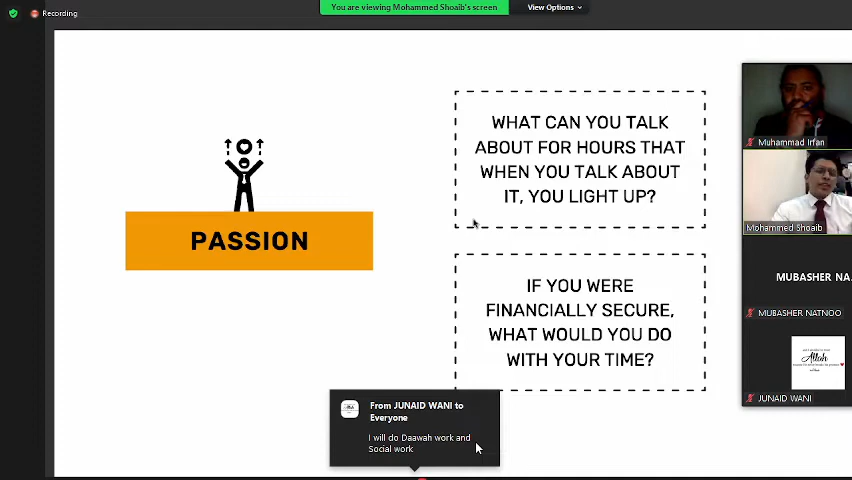 Recording
You are viewing Mohammed Shoaib's screen
View Options
PASSION
WHAT CAN YOU TALK
ABOUT FOR HOURS THAT
WHEN YOU TALK ABOUT
IT, YOU LIGHT UP?
IF YOU WERE
FINANCIALLY SECURE,
WHAT WOULD YOU DO
WITH YOUR TIME?
From JUNAID WANI to
Everyone
I will do Daawah work and
Social work
Muhammad Irfan
Mohammed Shoaib
MUBASHER NA...
MUBASHER NATNOO
Allah
JUNAID WANI